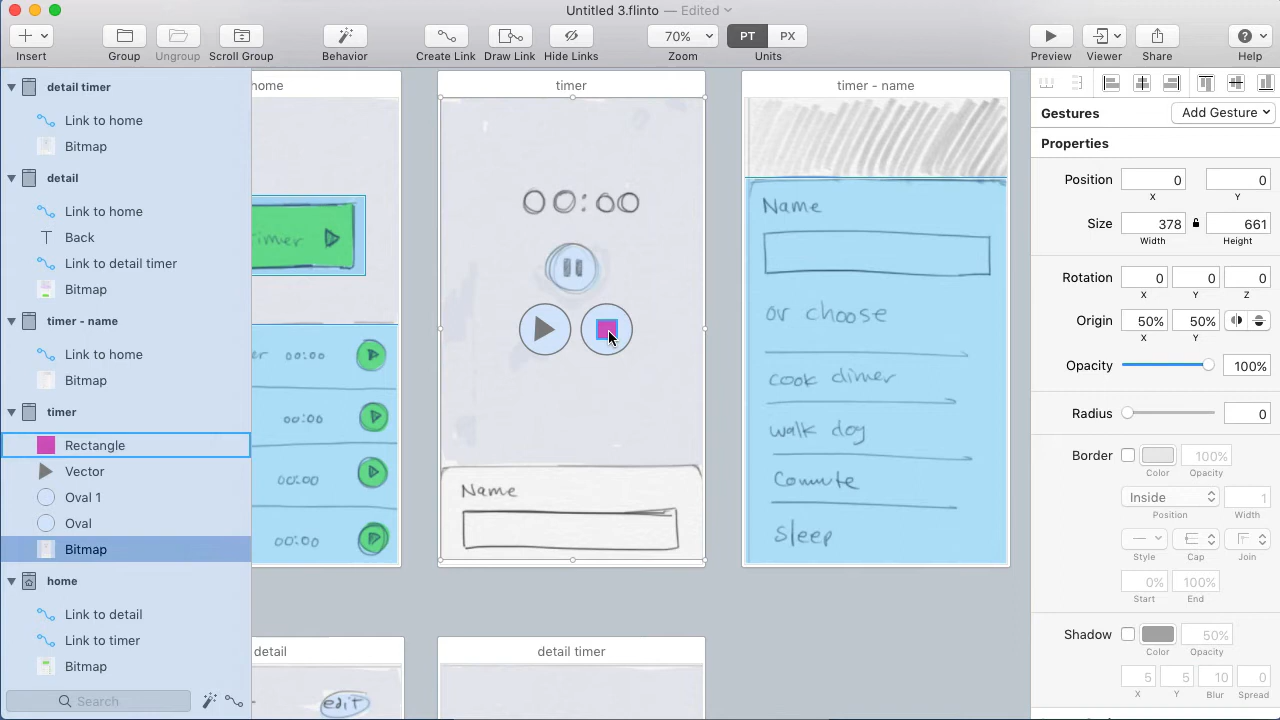 Untitled 3.flinto — Edited
Insert
Group
Ungroup
Scroll Group
Behavior
Create Link
Draw Link
Hide Links
70%
Zoom
PT
PX
Units
Preview
Viewer
Share
Help
detail timer
Link to home
Bitmap
detail
Link to home
Back
Link to detail timer
Bitmap
timer - name
Link to home
Bitmap
timer
Rectangle
Vector
Oval 1
Oval
Bitmap
home
Link to detail
Link to timer
Bitmap
Search
home
timer
00:00
00:00
00:00
00:00
detail
edit
timer
00:00
Name
detail timer
timer - name
Name
or choose
cook dinner
walk dog
Commute
Sleep
Gestures
Add Gesture
Properties
Position
0
0
X
Y
Size
378
661
Width
Height
Rotation
0
0
0
X
Y
Z
Origin
50%
50%
X
Y
Opacity
100%
Radius
0
Border
100%
Color
Opacity
Inside
1
Position
Width
Style
Cap
Join
0%
100%
Start
End
Shadow
50%
Color
Opacity
5
5
10
0
X
Y
Blur
Spread